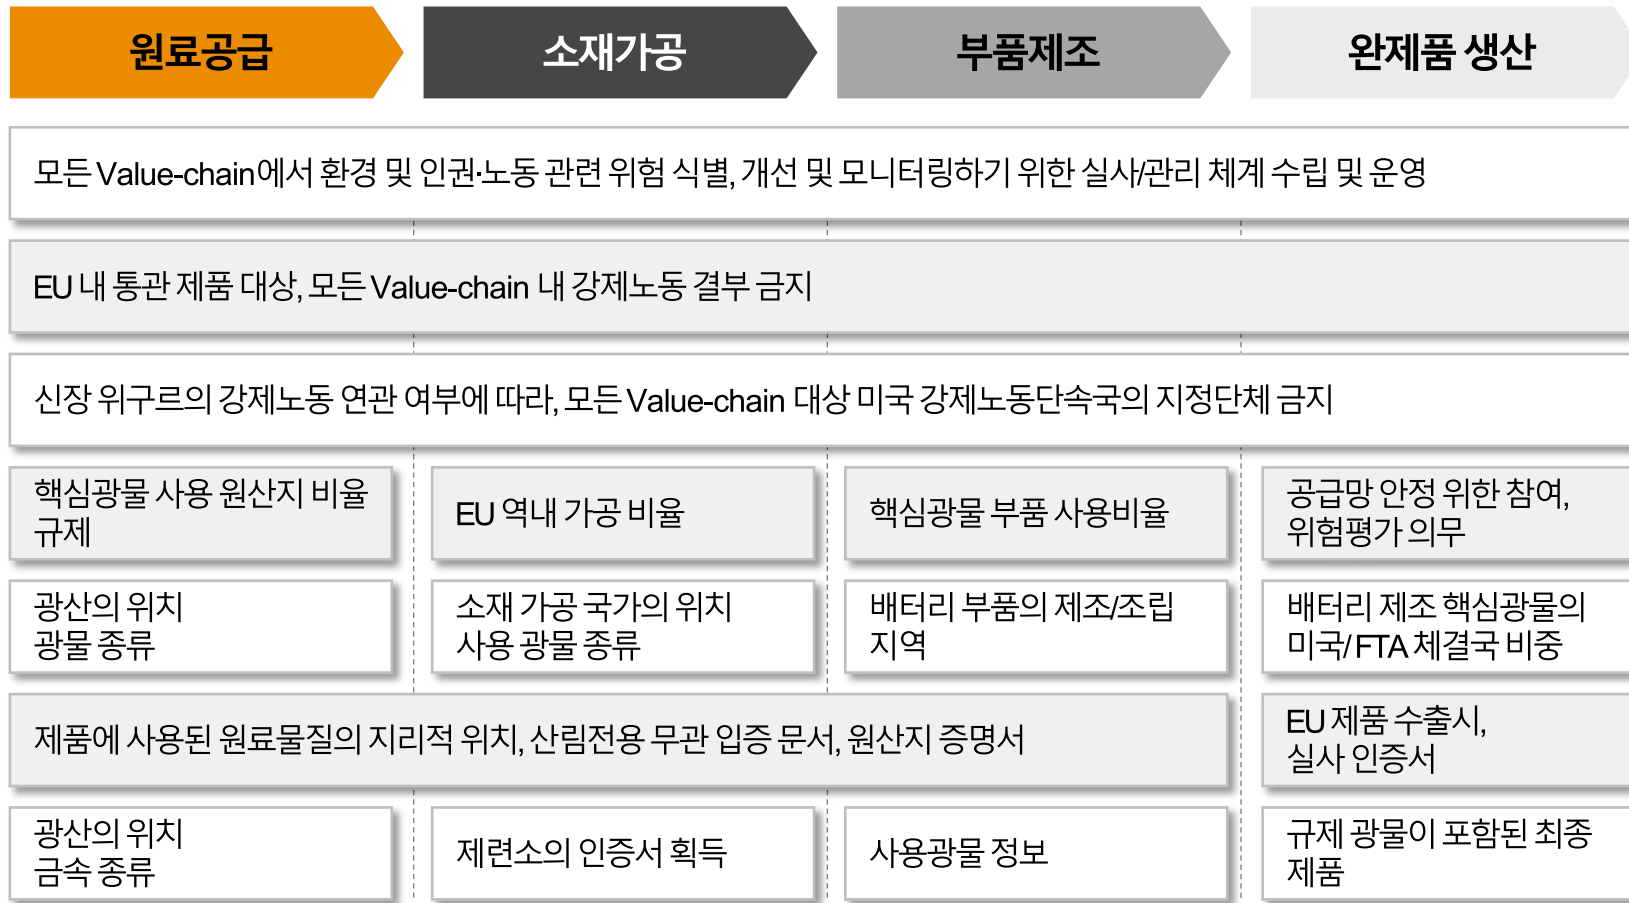 원료공급
소재가공
부품제조
완제품 생산
모든 Value-chain에서 환경 및 인권·노동 관련 위험 식별, 개선 및 모니터링하기 위한 실사/관리 체계 수립 및 운영
EU 내 통관 제품 대상, 모든 Value-chain 내 강제노동 결부 금지
신장 위구르의 강제노동 연관 여부에 따라, 모든 Value-chain 대상 미국 강제노동단속국의 지정단체 금지
핵심광물 사용 원산지 비율
규제
EU 역내 가공 비율
핵심광물 부품 사용비율
공급망 안정 위한 참여,
위험평가 의무
광산의 위치
광물 종류
소재 가공 국가의 위치
사용 광물 종류
배터리 부품의 제조/조립
지역
배터리 제조 핵심광물의
미국/ FTA 체결국 비중
제품에 사용된 원료물질의 지리적 위치, 산림전용 무관 입증 문서, 원산지 증명서
EU 제품 수출시,
실사 인증서
광산의 위치
금속 종류
제련소의 인증서 획득
사용광물 정보
규제 광물이 포함된 최종
제품